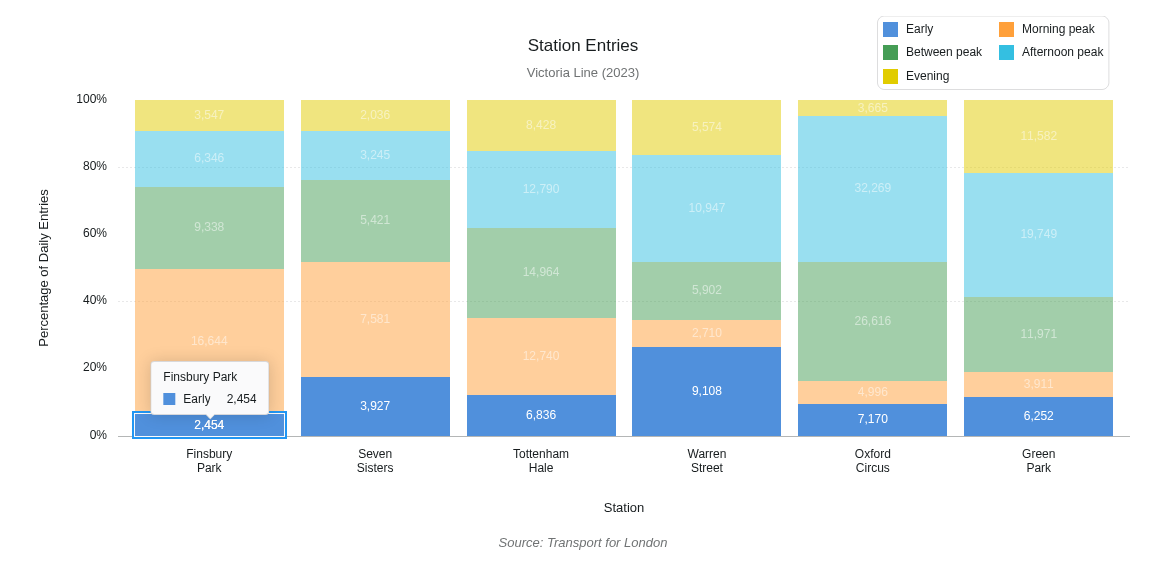 Station Entries
Victoria Line (2023)
Early
Morning peak
Between peak
Afternoon peak
Evening
Percentage of Daily Entries
100%
80%
60%
40%
20%
0%
3,547
2,036
8,428
5,574
3,665
11,582
6,346
3,245
12,790
10,947
32,269
19,749
9,338
5,421
14,964
5,902
26,616
11,971
16,644
7,581
12,740
2,710
4,996
3,911
Finsbury Park
Early 2,454
2,454
3,927
6,836
9,108
7,170
6,252
Finsbury
Park
Seven
Sisters
Tottenham
Hale
Warren
Street
Oxford
Circus
Green
Park
Station
Source: Transport for London